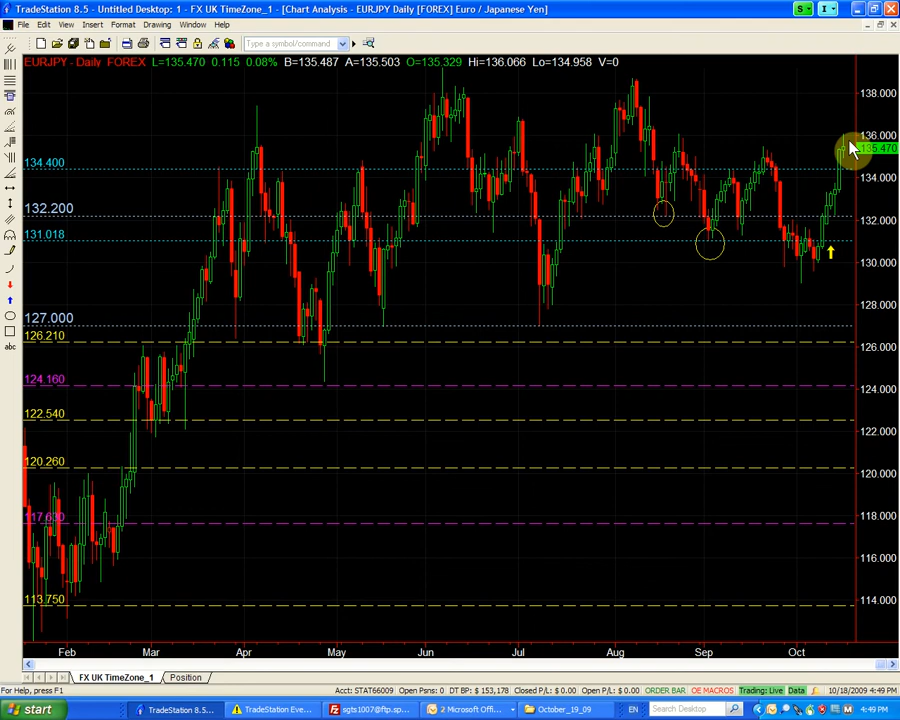 TradeStation 8.5 - Untitled Desktop: 1 - FX UK TimeZone_1 - [Chart Analysis - EURJPY Daily [FOREX] Euro / Japanese Yen]
S
I
File Edit View Insert Format Drawing Window Help
Type a symbol/command
EURJPY - Daily FOREX L=135.470 0.115 0.08% B=135.487 A=135.503 O=135.329 Hi=136.066 Lo=134.958 V=0
138.000
136.000
135.470
134.400
134.000
132.200
132.000
131.018
130.000
128.000
127.000
126.210
126.000
124.160
124.000
122.540
122.000
120.260
120.000
117.630
118.000
116.000
113.750
114.000
abc
Feb Mar Apr May Jun Jul Aug Sep Oct
FX UK TimeZone_1 Position
For Help, press F1 Acct: STAT66009 Open Psns: 0 DT BP: $ 153,178 Closed P/L: $ 0.00 Open P/L: $ 0.00 ORDER BAR OE MACROS Trading: Live Data 10/18/2009 4:49 PM
start TradeStation 8.5... TradeStation Eve... sgts1007@ftp.sp... 2 Microsoft Offi... October_19_09 EN Search Desktop 4:49 PM